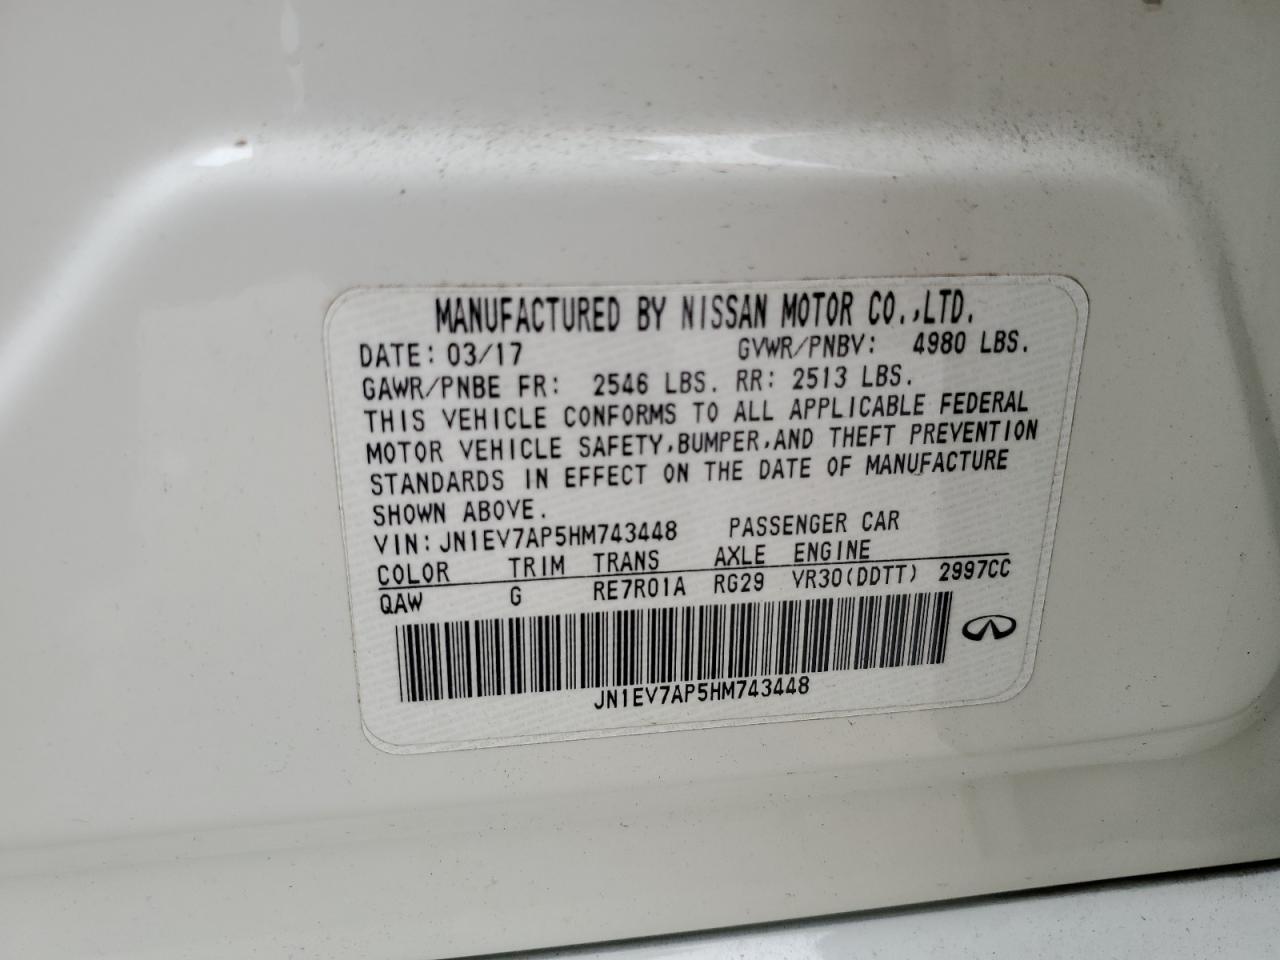 MANUFACTURED BY NISSAN MOTOR CO.,LTD.
DATE: 03/17 GVWR/PNBV: 4980 LBS.
GAWR/PNBE FR: 2546 LBS. RR: 2513 LBS.
THIS VEHICLE CONFORMS TO ALL APPLICABLE FEDERAL
MOTOR VEHICLE SAFETY,BUMPER,AND THEFT PREVENTION
STANDARDS IN EFFECT ON THE DATE OF MANUFACTURE
SHOWN ABOVE.
VIN: JN1EV7AP5HM743448 PASSENGER CAR
COLOR TRIM TRANS AXLE ENGINE
QAW G RE7R01A RG29 VR30(DDTT) 2997CC
JN1EV7AP5HM743448